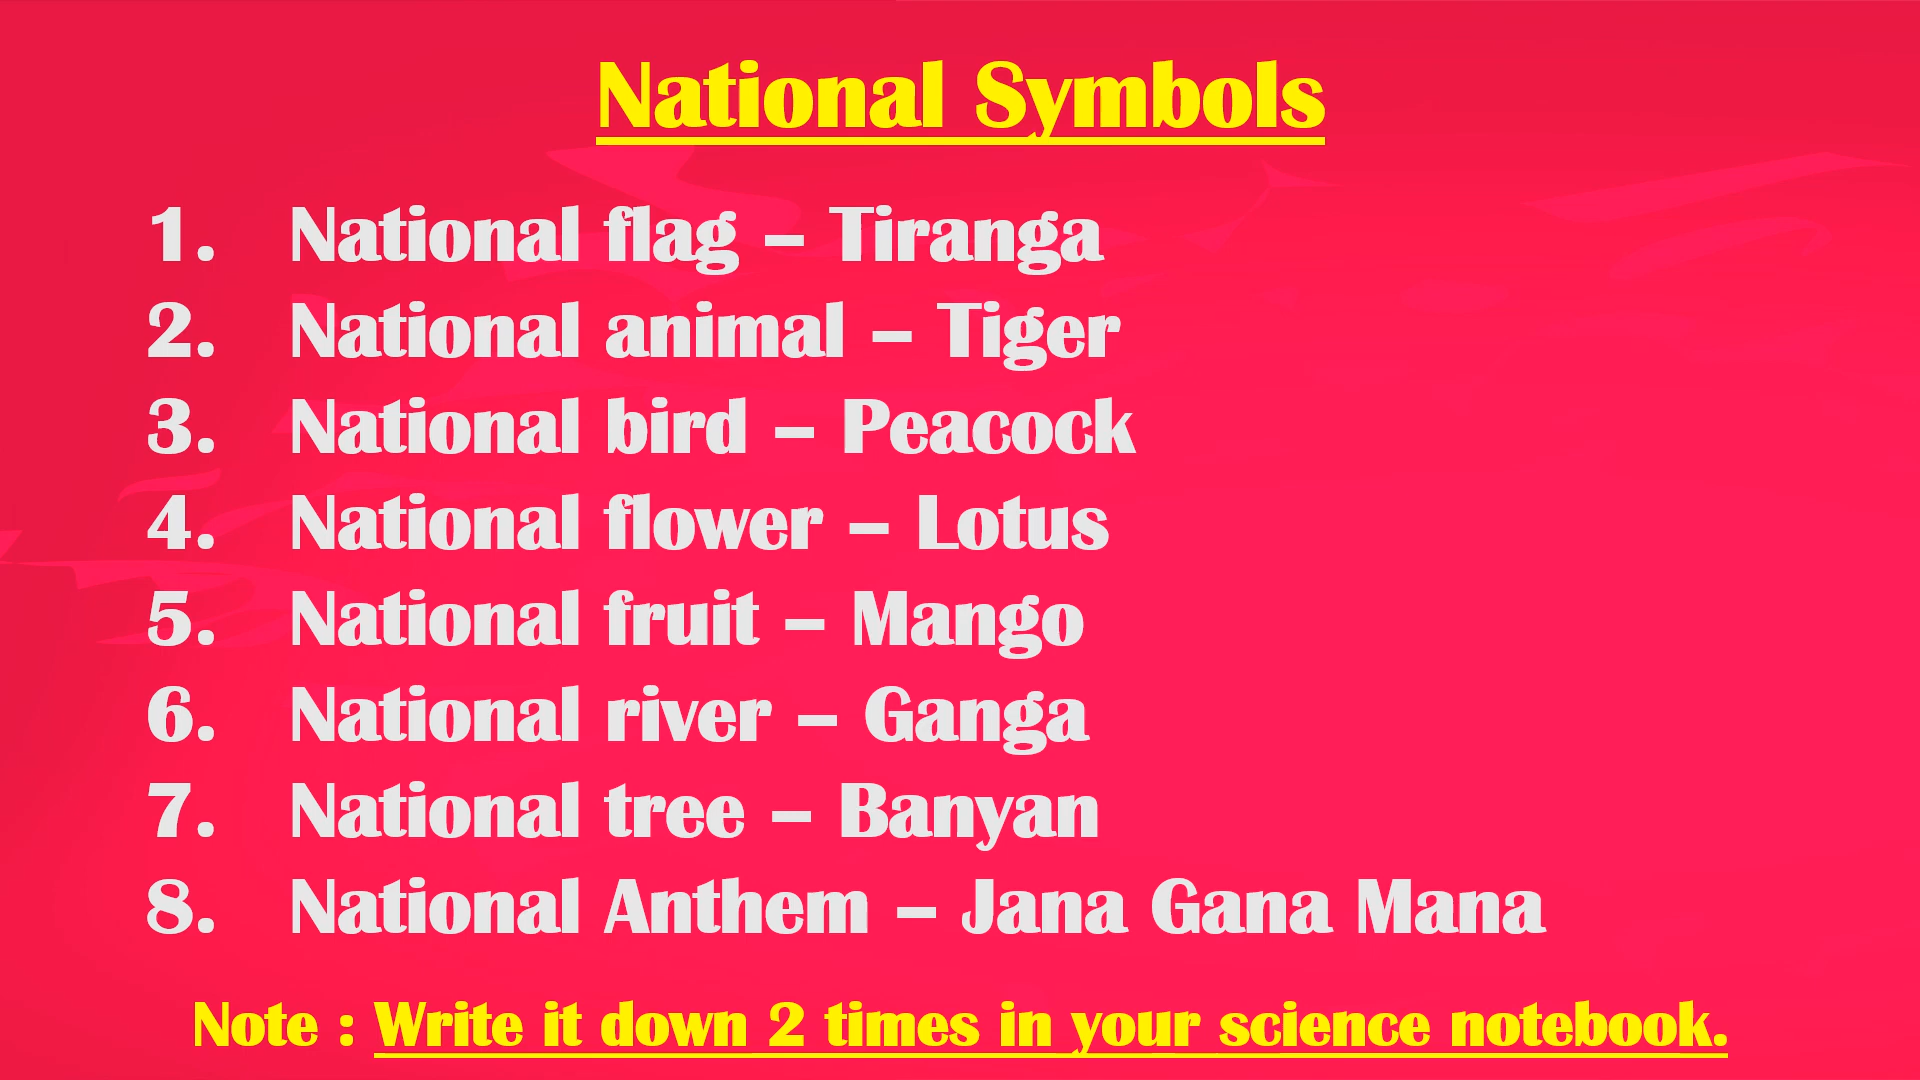 National Symbols
1. National flag – Tiranga
2. National animal – Tiger
3. National bird – Peacock
4. National flower – Lotus
5. National fruit – Mango
6. National river – Ganga
7. National tree – Banyan
8. National Anthem – Jana Gana Mana
Note : Write it down 2 times in your science notebook.